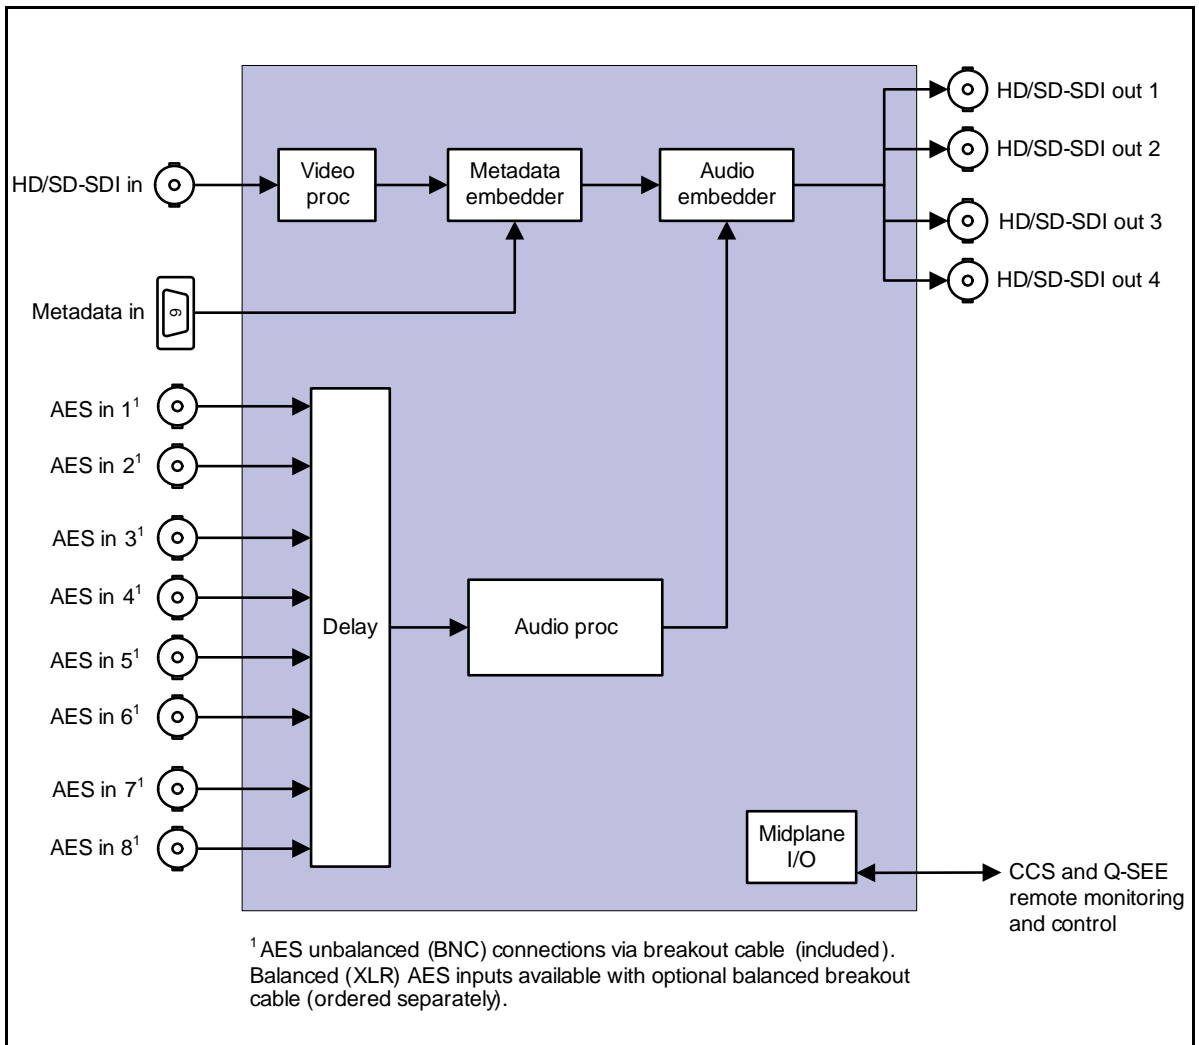 HD/SD-SDI in
Video
proc
Metadata
embedder
Audio
embedder
HD/SD-SDI out 1
HD/SD-SDI out 2
HD/SD-SDI out 3
HD/SD-SDI out 4
Metadata in
9
AES in 1¹
AES in 2¹
AES in 3¹
AES in 4¹
AES in 5¹
AES in 6¹
AES in 7¹
AES in 8¹
Delay
Audio proc
Midplane
I/O
CCS and Q-SEE
remote monitoring
and control
¹ AES unbalanced (BNC) connections via breakout cable (included).
Balanced (XLR) AES inputs available with optional balanced breakout
cable (ordered separately).